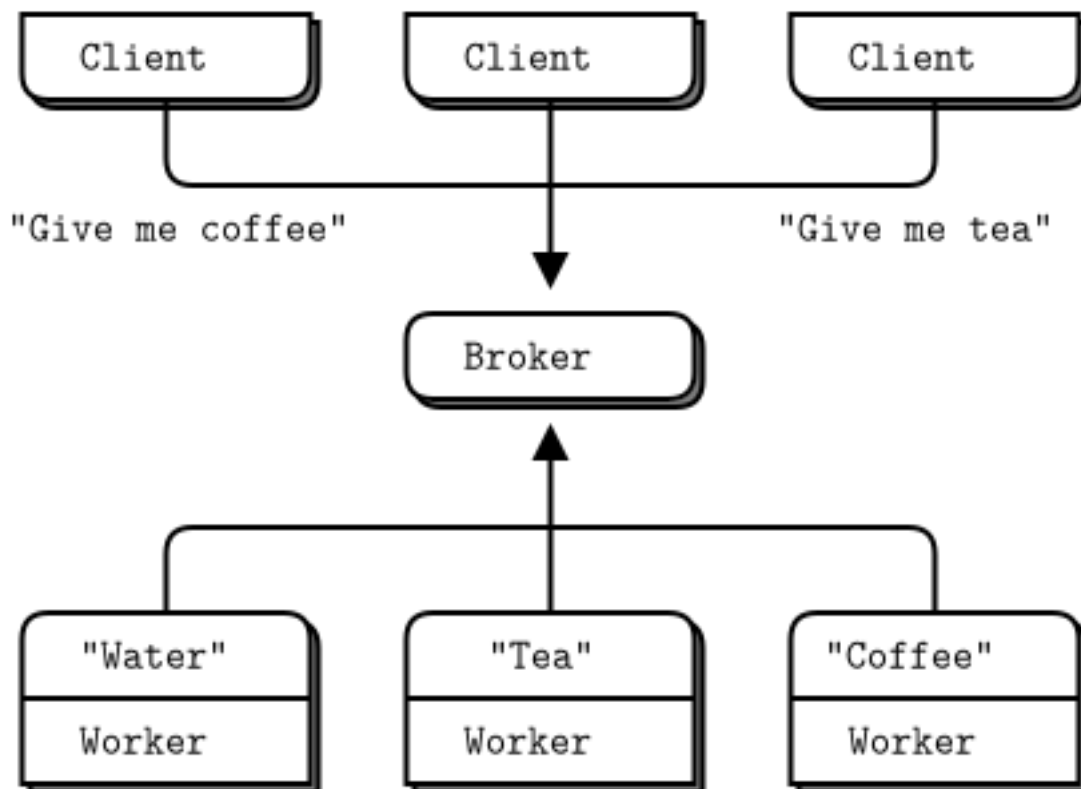 Client Client Client
"Give me coffee" "Give me tea"
Broker
"Water" "Tea" "Coffee"
Worker Worker Worker